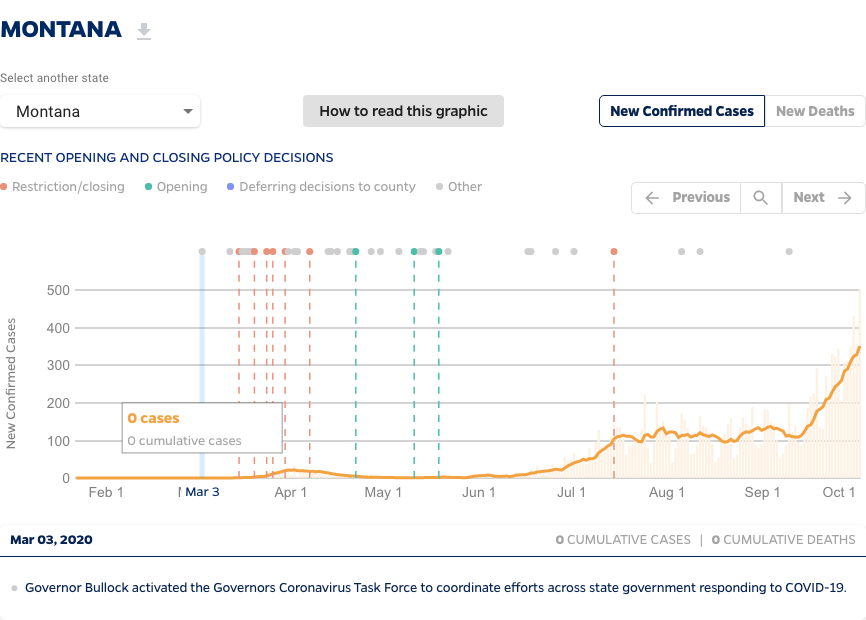 MONTANA
Select another state
Montana
How to read this graphic
New Confirmed Cases
New Deaths
RECENT OPENING AND CLOSING POLICY DECISIONS
Restriction/closing
Opening
Deferring decisions to county
Other
Previous
Next
New Confirmed Cases
500
400
300
200
100
0
0 cases
0 cumulative cases
Feb 1
Mar 3
Apr 1
May 1
Jun 1
Jul 1
Aug 1
Sep 1
Oct 1
Mar 03, 2020
0 CUMULATIVE CASES | 0 CUMULATIVE DEATHS
Governor Bullock activated the Governors Coronavirus Task Force to coordinate efforts across state government responding to COVID-19.